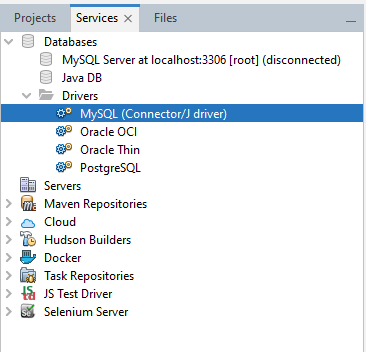 Projects Services Files
Databases
MySQL Server at localhost:3306 [root] (disconnected)
Java DB
Drivers
MySQL (Connector/J driver)
Oracle OCI
Oracle Thin
PostgreSQL
Servers
Maven Repositories
Cloud
Hudson Builders
Docker
Task Repositories
JS Test Driver
Selenium Server